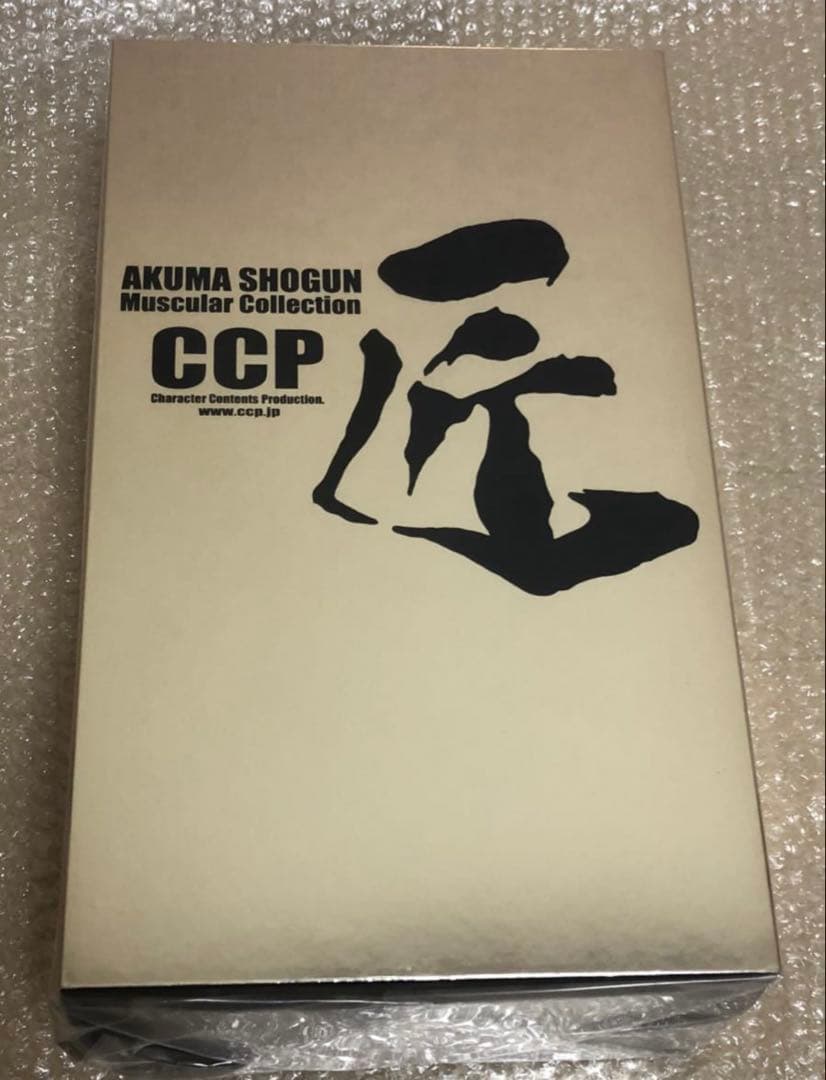 AKUMA SHOGUN
Muscular Collection
CCP
Character Contents Production.
www.ccp.jp
匠